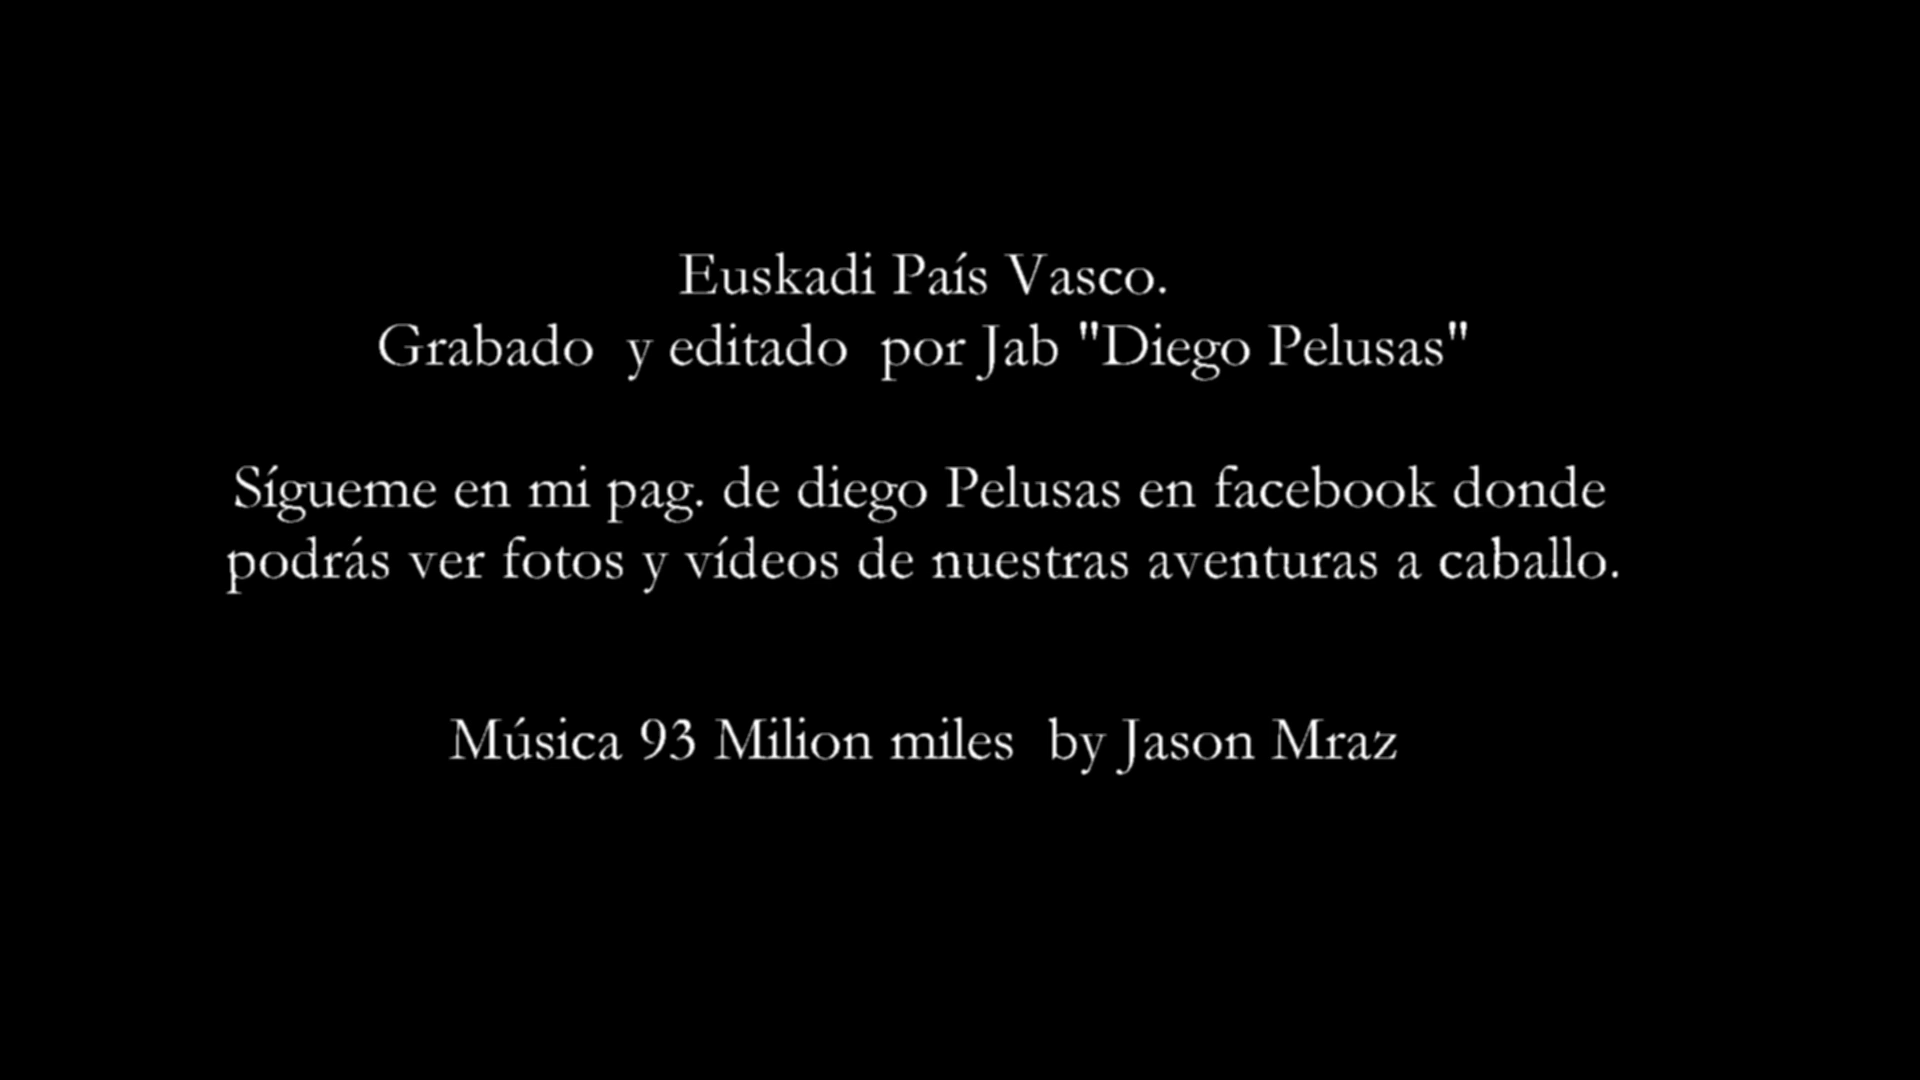 Euskadi País Vasco.
Grabado  y editado  por Jab "Diego Pelusas"
Sígueme en mi pag. de diego Pelusas en facebook donde
podrás ver fotos y vídeos de nuestras aventuras a caballo.
Música 93 Milion miles  by Jason Mraz